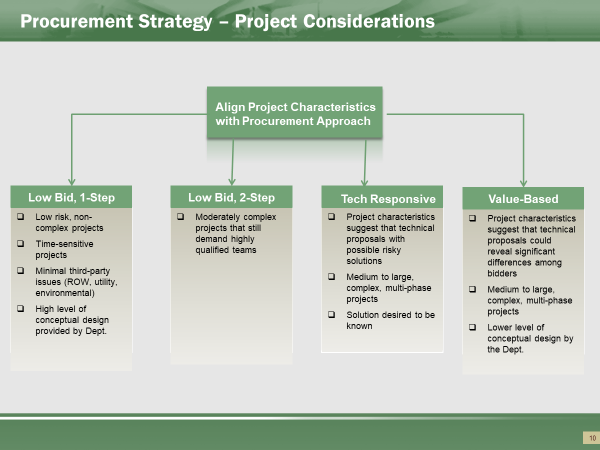 Procurement Strategy – Project Considerations
Align Project Characteristics
with Procurement Approach
Low Bid, 1-Step
Low risk, non-
complex projects
Time-sensitive
projects
Minimal third-party
issues (ROW, utility,
environmental)
High level of
conceptual design
provided by Dept.
Low Bid, 2-Step
Moderately complex
projects that still
demand highly
qualified teams
Tech Responsive
Project characteristics
suggest that technical
proposals with
possible risky
solutions
Medium to large,
complex, multi-phase
projects
Solution desired to be
known
Value-Based
Project characteristics
suggest that technical
proposals could
reveal significant
differences among
bidders
Medium to large,
complex, multi-phase
projects
Lower level of
conceptual design by
the Dept.
10